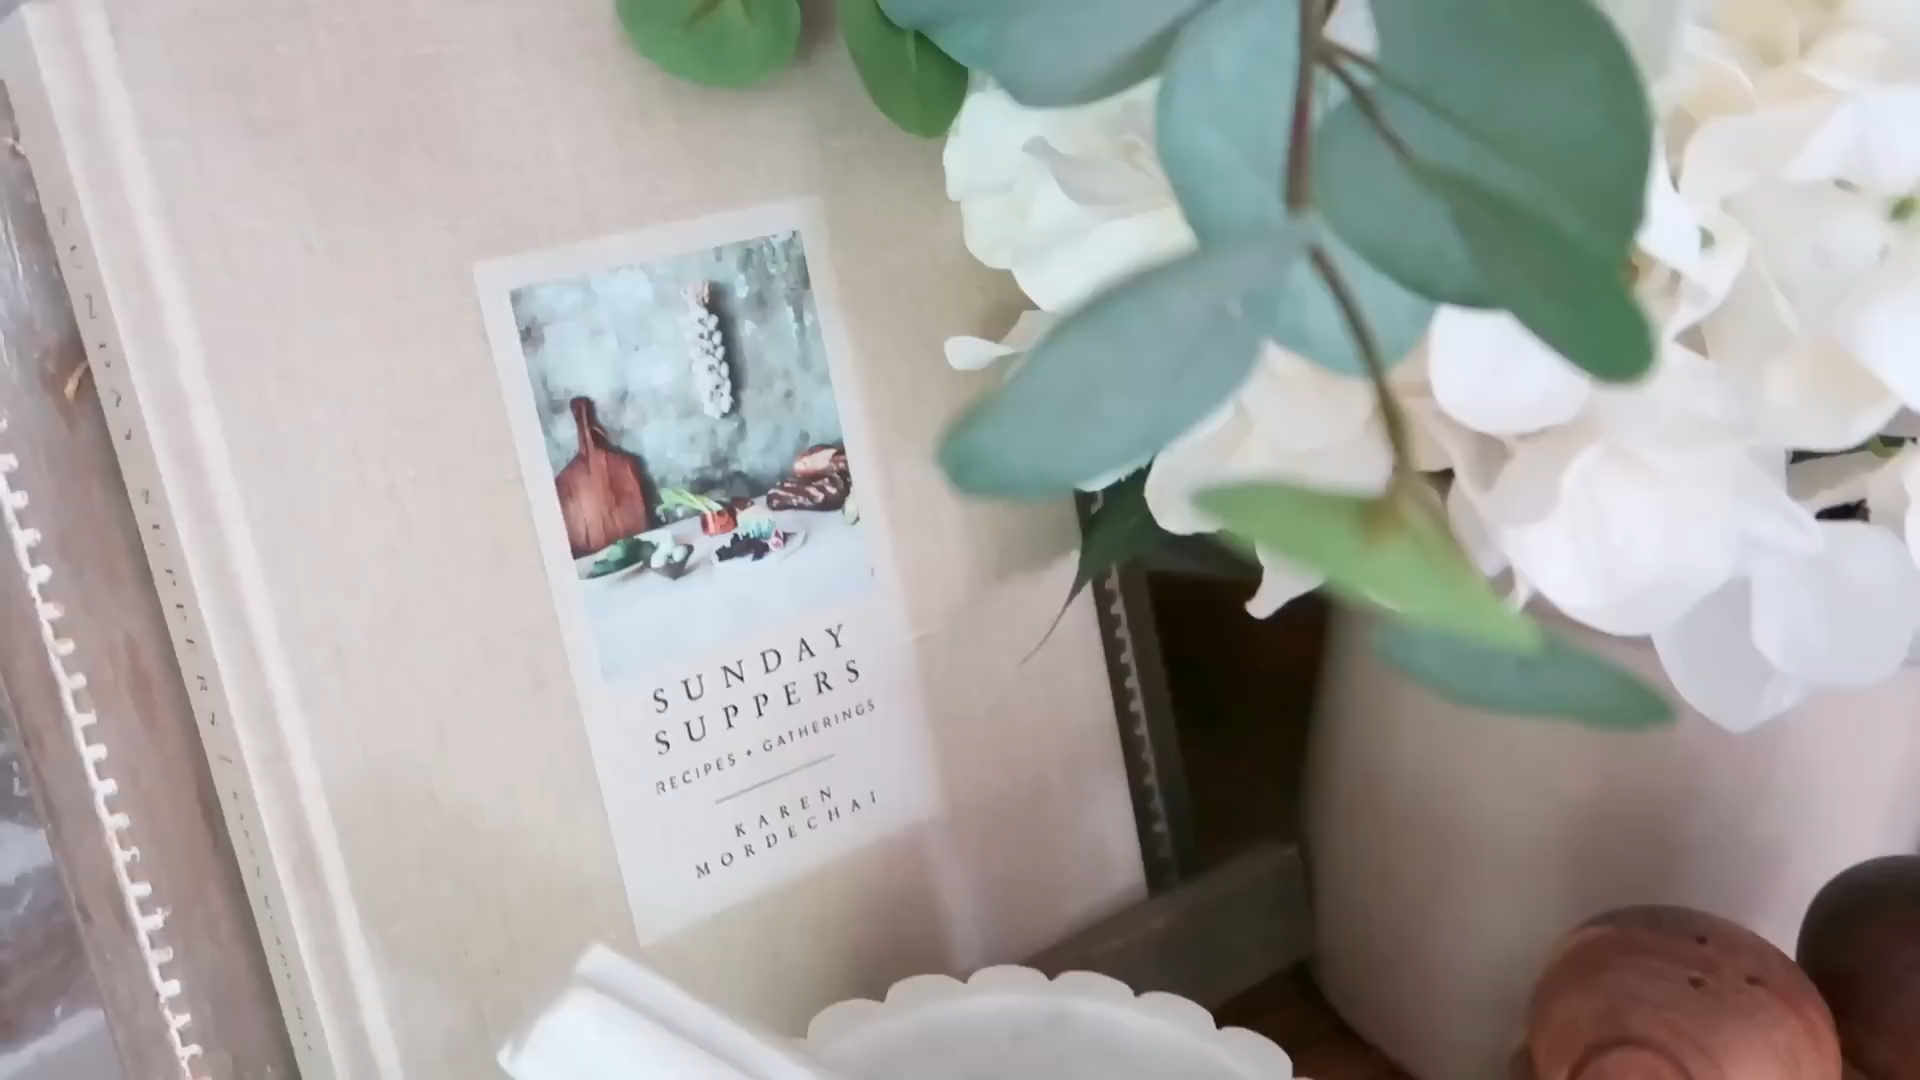 SUNDAY
SUPPERS
RECIPES + GATHERINGS
KAREN
MORDECHAI